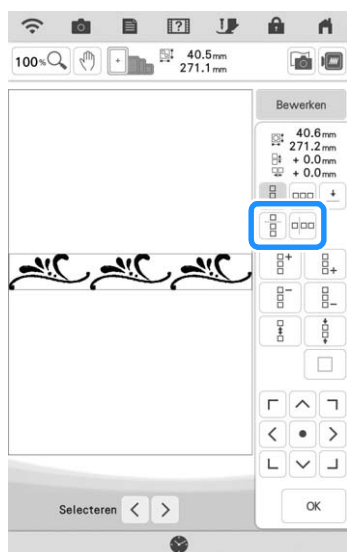 100%
40.5mm
271.1mm
Bewerken
40.6mm
271.2mm
+ 0.0mm
+ 0.0mm
Selecteren
OK